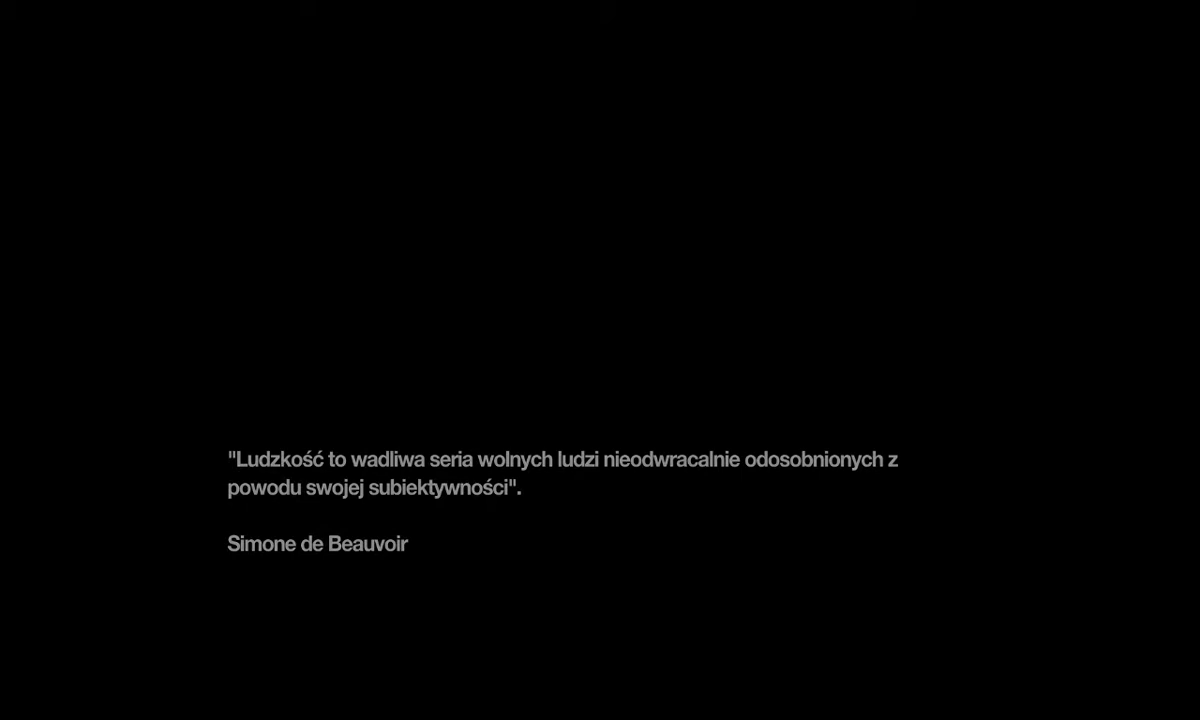 "Ludzkość to wadliwa seria wolnych ludzi nieodwracalnie odosobnionych z
powodu swojej subiektywności".
Simone de Beauvoir